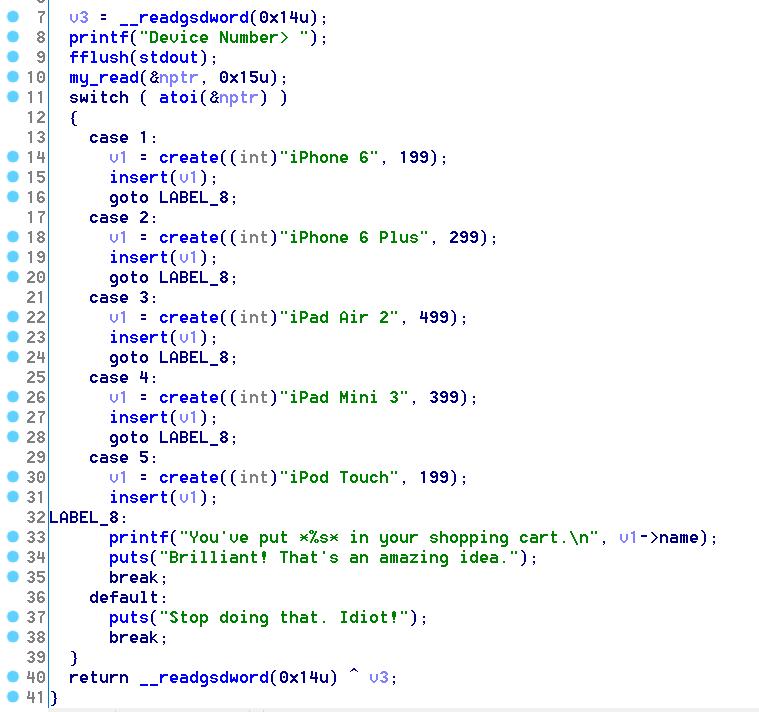 7 v3 = __readgsdword(0x14u);
8 printf("Device Number> ");
9 fflush(stdout);
10 my_read(&nptr, 0x15u);
11 switch ( atoi(&nptr) )
12 {
13 case 1:
14 v1 = create((int)"iPhone 6", 199);
15 insert(v1);
16 goto LABEL_8;
17 case 2:
18 v1 = create((int)"iPhone 6 Plus", 299);
19 insert(v1);
20 goto LABEL_8;
21 case 3:
22 v1 = create((int)"iPad Air 2", 499);
23 insert(v1);
24 goto LABEL_8;
25 case 4:
26 v1 = create((int)"iPad Mini 3", 399);
27 insert(v1);
28 goto LABEL_8;
29 case 5:
30 v1 = create((int)"iPod Touch", 199);
31 insert(v1);
32 LABEL_8:
33 printf("You've put *%s* in your shopping cart.\n", v1->name);
34 puts("Brilliant! That's an amazing idea.");
35 break;
36 default:
37 puts("Stop doing that. Idiot!");
38 break;
39 }
40 return __readgsdword(0x14u) ^ v3;
41 }